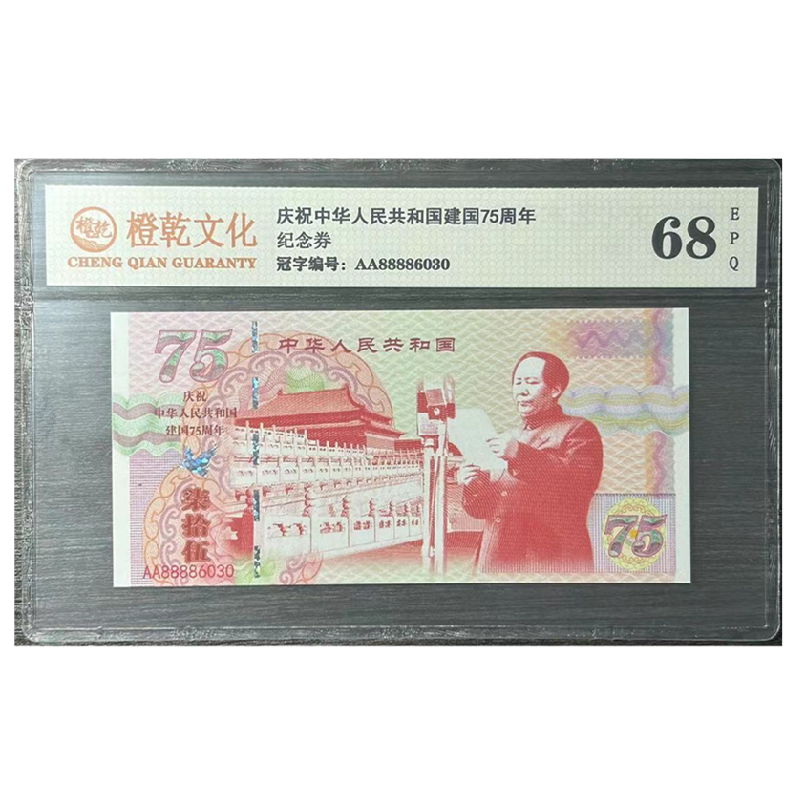 橙乾
橙乾文化
CHENG QIAN GUARANTY
庆祝中华人民共和国建国75周年
纪念券
冠字编号：AA88886030
68
E
P
Q
75
中华人民共和国
庆祝
中华人民共和国
建国75周年
柒拾伍
AA88886030
75